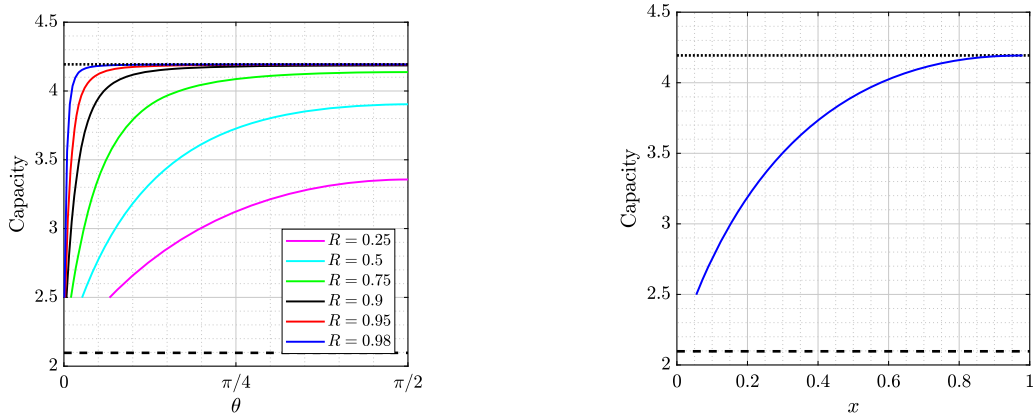 4.5
4
3.5
3
2.5
2
Capacity
0
π/4
π/2
θ
R = 0.25
R = 0.5
R = 0.75
R = 0.9
R = 0.95
R = 0.98
4.5
4
3.5
3
2.5
2
Capacity
0
0.2
0.4
0.6
0.8
1
x